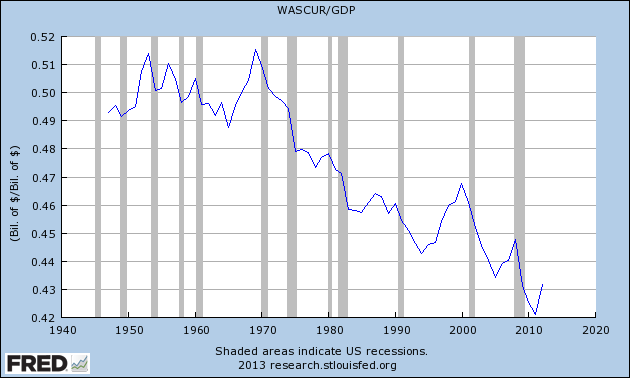 WASCUR/GDP
0.52
0.51
0.50
0.49
0.48
0.47
0.46
0.45
0.44
0.43
0.42
(Bil. of $/Bil. of $)
1940 1950 1960 1970 1980 1990 2000 2010 2020
Shaded areas indicate US recessions.
2013 research.stlouisfed.org
FRED